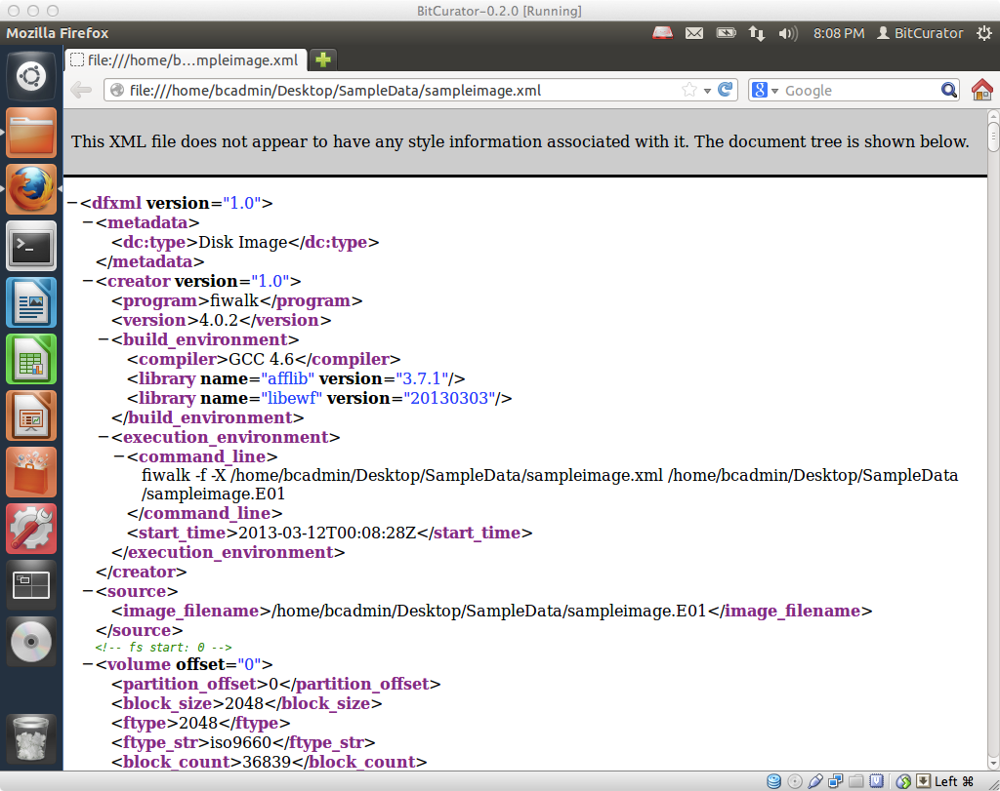 BitCurator-0.2.0 [Running]
Mozilla Firefox
8:08 PM
BitCurator
file:///home/b...mpleimage.xml
file:///home/bcadmin/Desktop/SampleData/sampleimage.xml
Google
This XML file does not appear to have any style information associated with it. The document tree is shown below.
−<dfxml version="1.0">
−<metadata>
<dc:type>Disk Image</dc:type>
</metadata>
−<creator version="1.0">
<program>fiwalk</program>
<version>4.0.2</version>
−<build_environment>
<compiler>GCC 4.6</compiler>
<library name="afflib" version="3.7.1"/>
<library name="libewf" version="20130303"/>
</build_environment>
−<execution_environment>
−<command_line>
fiwalk -f -X /home/bcadmin/Desktop/SampleData/sampleimage.xml /home/bcadmin/Desktop/SampleData
/sampleimage.E01
</command_line>
<start_time>2013-03-12T00:08:28Z</start_time>
</execution_environment>
</creator>
−<source>
<image_filename>/home/bcadmin/Desktop/SampleData/sampleimage.E01</image_filename>
</source>
<!-- fs start: 0 -->
−<volume offset="0">
<partition_offset>0</partition_offset>
<block_size>2048</block_size>
<ftype>2048</ftype>
<ftype_str>iso9660</ftype_str>
<block_count>36839</block_count>
Left ⌘